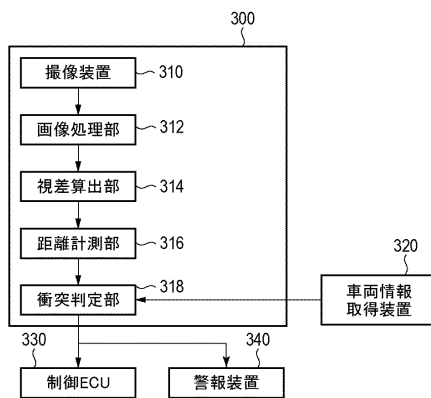 300
撮像装置
310
画像処理部
312
視差算出部
314
距離計測部
316
衝突判定部
318
320
車両情報
取得装置
330
制御ECU
340
警報装置